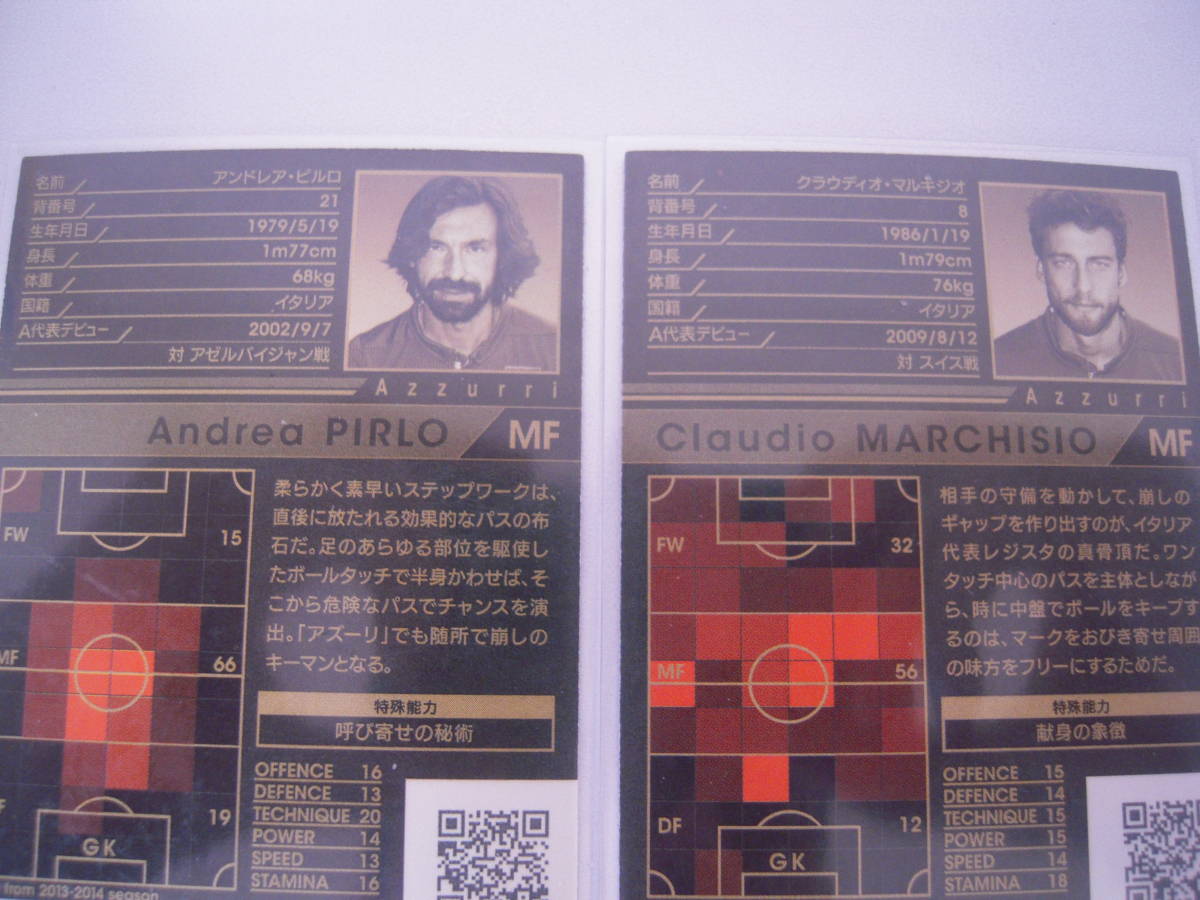 名前 アンドレア・ピルロ
背番号 21
生年月日 1979/5/19
身長 1m77cm
体重 68kg
国籍 イタリア
A代表デビュー 2002/9/7
対 アゼルバイジャン戦
Azzurri
Andrea PIRLO MF
FW 15
MF 66
F 19
GK
from 2013-2014 season
柔らかく素早いステップワークは、
直後に放たれる効果的なパスの布
石だ。足のあらゆる部位を駆使し
たボールタッチで半身かわせば、そ
こから危険なパスでチャンスを演
出。「アズーリ」でも随所で崩しの
キーマンとなる。
特殊能力
呼び寄せの秘術
OFFENCE 16
DEFENCE 13
TECHNIQUE 20
POWER 14
SPEED 13
STAMINA 16
名前 クラウディオ・マルキジオ
背番号 8
生年月日 1986/1/19
身長 1m79cm
体重 76kg
国籍 イタリア
A代表デビュー 2009/8/12
対 スイス戦
Azzurri
Claudio MARCHISIO MF
FW 32
MF 56
DF 12
GK
相手の守備を動かして、崩しの
ギャップを作り出すのが、イタリア
代表レジスタの真骨頂だ。ワン
タッチ中心のパスを主体としなが
ら、時に中盤でボールをキープす
るのは、マークをおびき寄せ周囲
の味方をフリーにするためだ。
特殊能力
献身の象徴
OFFENCE 15
DEFENCE 14
TECHNIQUE 15
POWER 15
SPEED 14
STAMINA 18